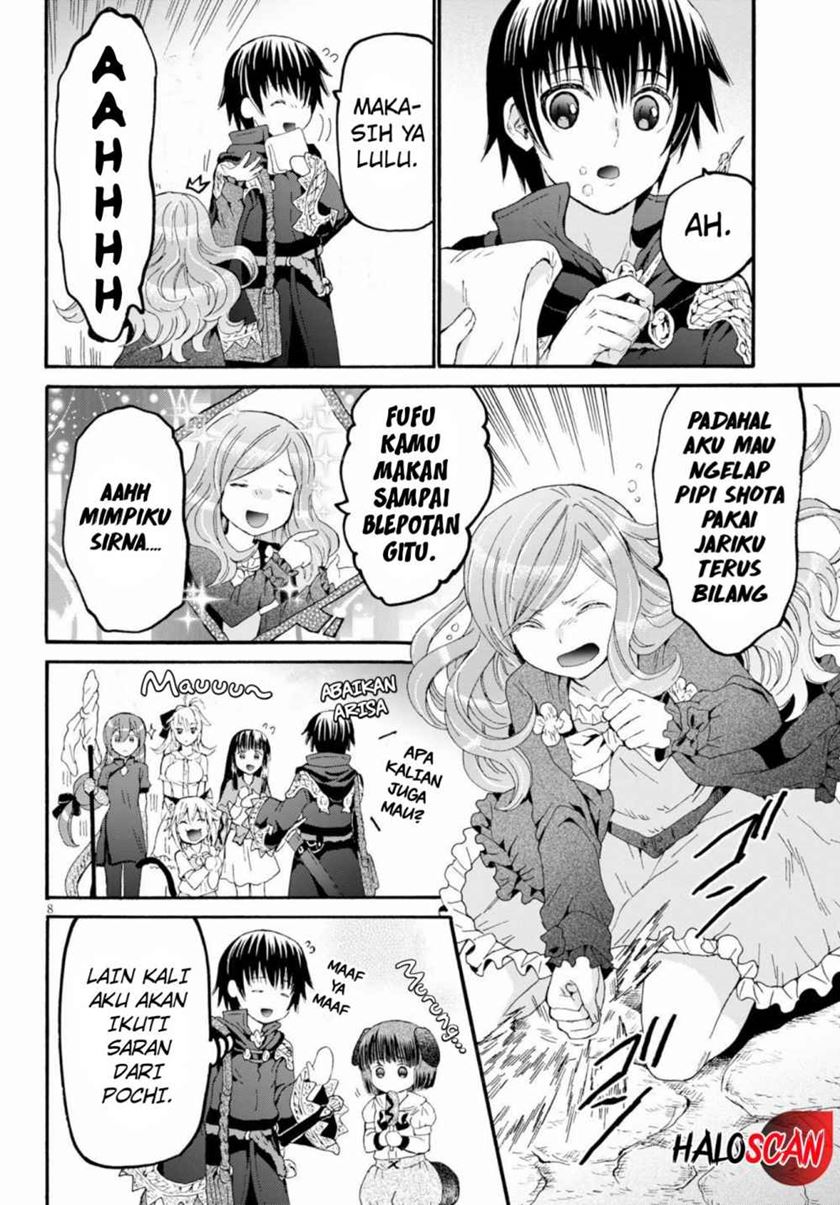 AH.
MAKA-
SIH YA
LULU.
A
A
H
H
H
H
PADAHAL
AKU MAU
NGELAP
PIPI SHOTA
PAKAI
JARIKU
TERUS
BILANG
FUFU
KAMU
MAKAN
SAMPAI
BLEPOTAN
GITU.
AAHH
MIMPIKU
SIRNA....
ABAIKAN
ARISA
APA
KALIAN
JUGA
MAU?
Mauuuu~
8
Murung...
MAAF
YA
MAAF
LAIN KALI
AKU AKAN
IKUTI
SARAN
DARI
POCHI.
HALOSCAN